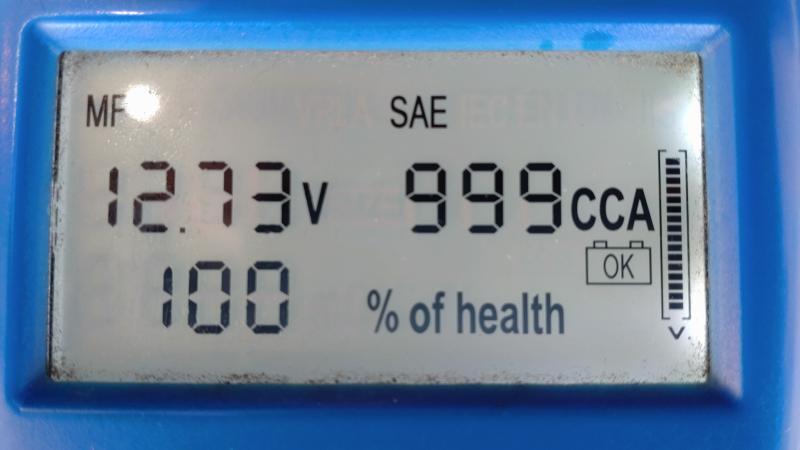 MF SAE
12.73V 999CCA
OK
100 % of health